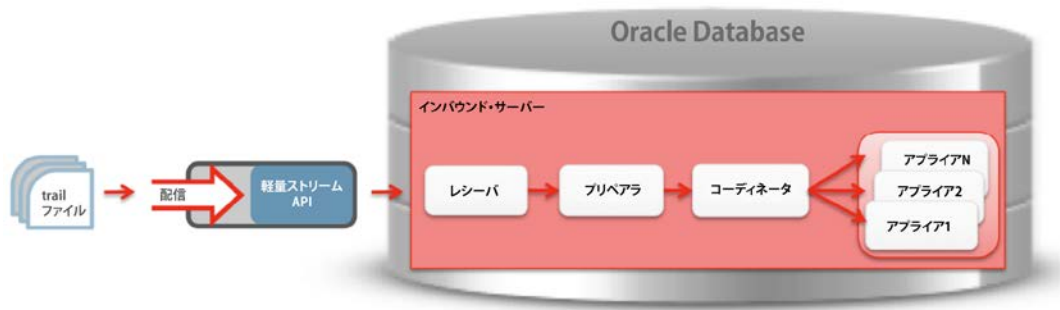 Oracle Database
インバウンド・サーバー
trail
ファイル
配信
軽量ストリーム
API
レシーバ
プリペアラ
コーディネータ
アプライアN
アプライア2
アプライア1